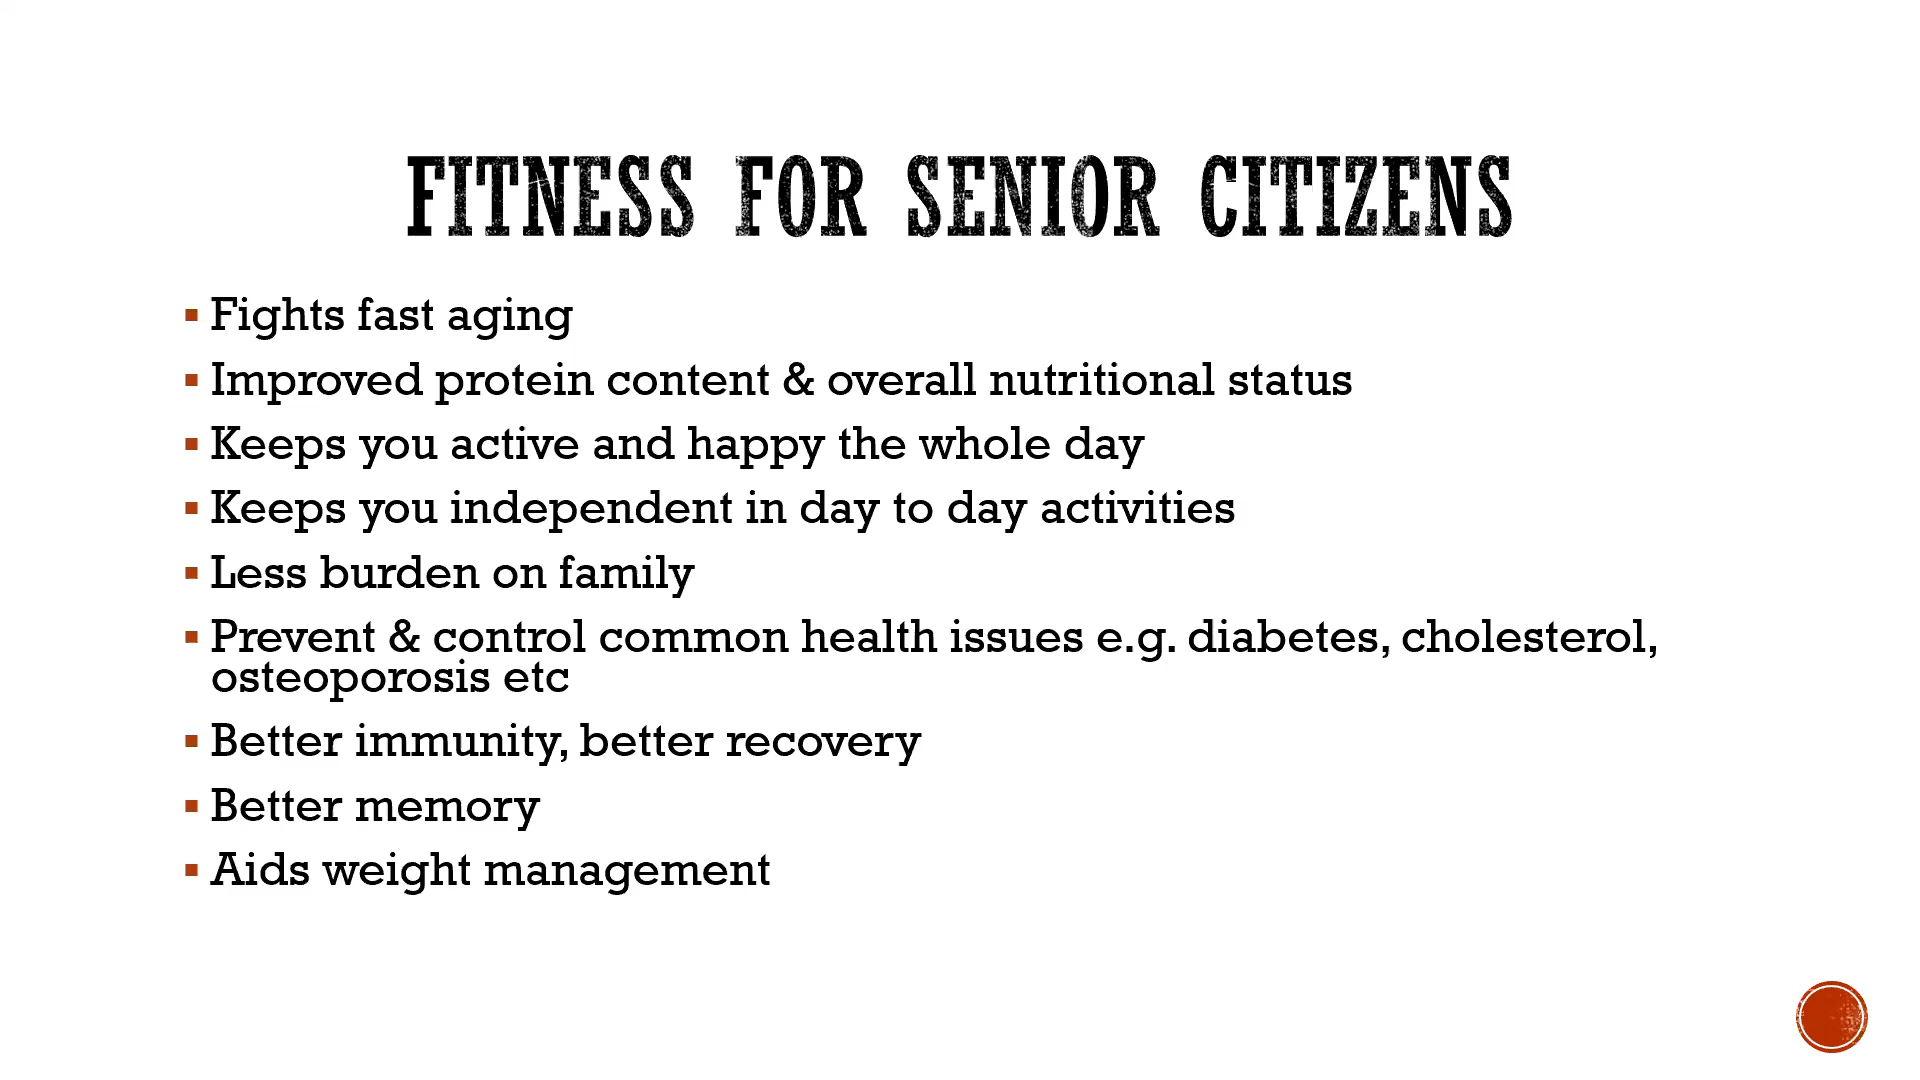 FITNESS FOR SENIOR CITIZENS
▪ Fights fast aging
▪ Improved protein content & overall nutritional status
▪ Keeps you active and happy the whole day
▪ Keeps you independent in day to day activities
▪ Less burden on family
▪ Prevent & control common health issues e.g. diabetes, cholesterol,
osteoporosis etc
▪ Better immunity, better recovery
▪ Better memory
▪ Aids weight management